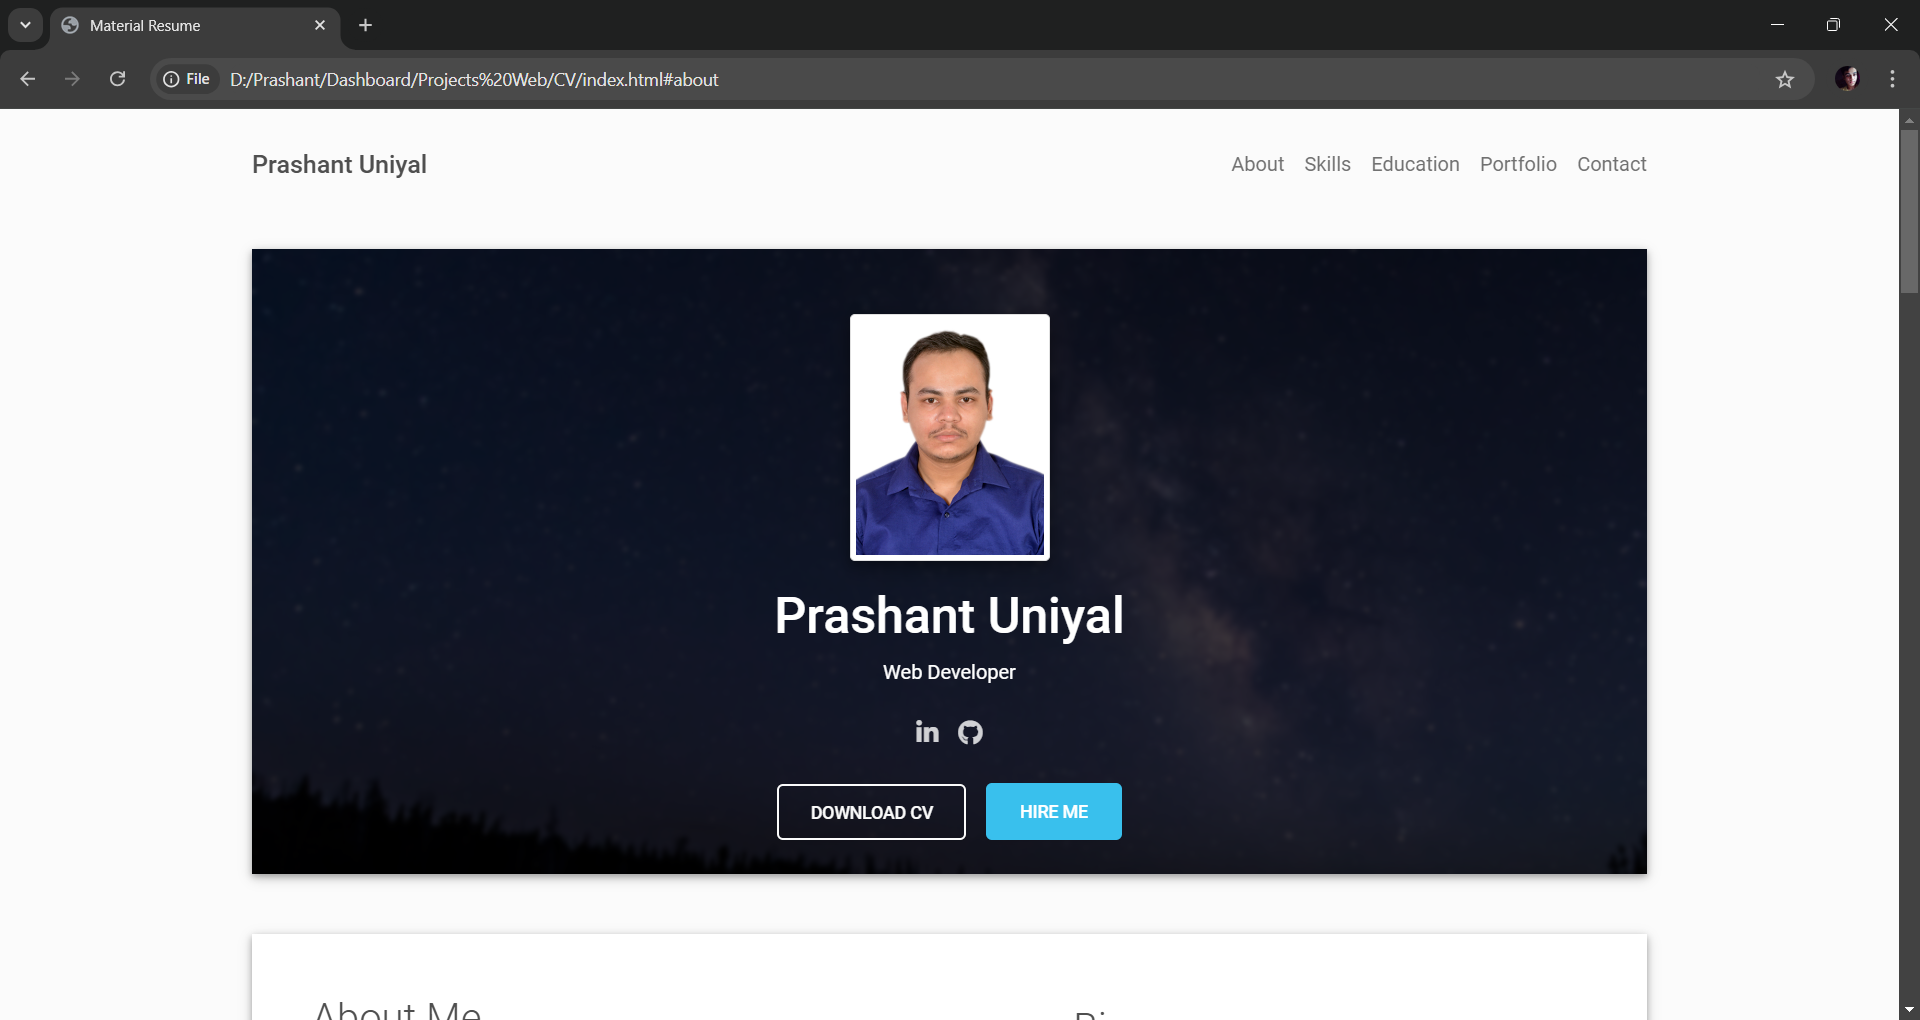 Material Resume
File D:/Prashant/Dashboard/Projects%20Web/CV/index.html#about
Prashant Uniyal
About Skills Education Portfolio Contact
Prashant Uniyal
Web Developer
in
DOWNLOAD CV HIRE ME
About Me